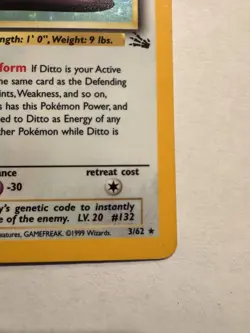 ngth: 1' 0", Weight: 9 lbs.
form If Ditto is your Active
e same card as the Defending
ints, Weakness, and so on,
s has this Pokémon Power, and
ed to Ditto as Energy of any
her Pokémon while Ditto is
ance retreat cost
-30
y's genetic code to instantly
e of the enemy. LV. 20 #132
eatures, GAMEFREAK. ©1999 Wizards. 3/62 ★